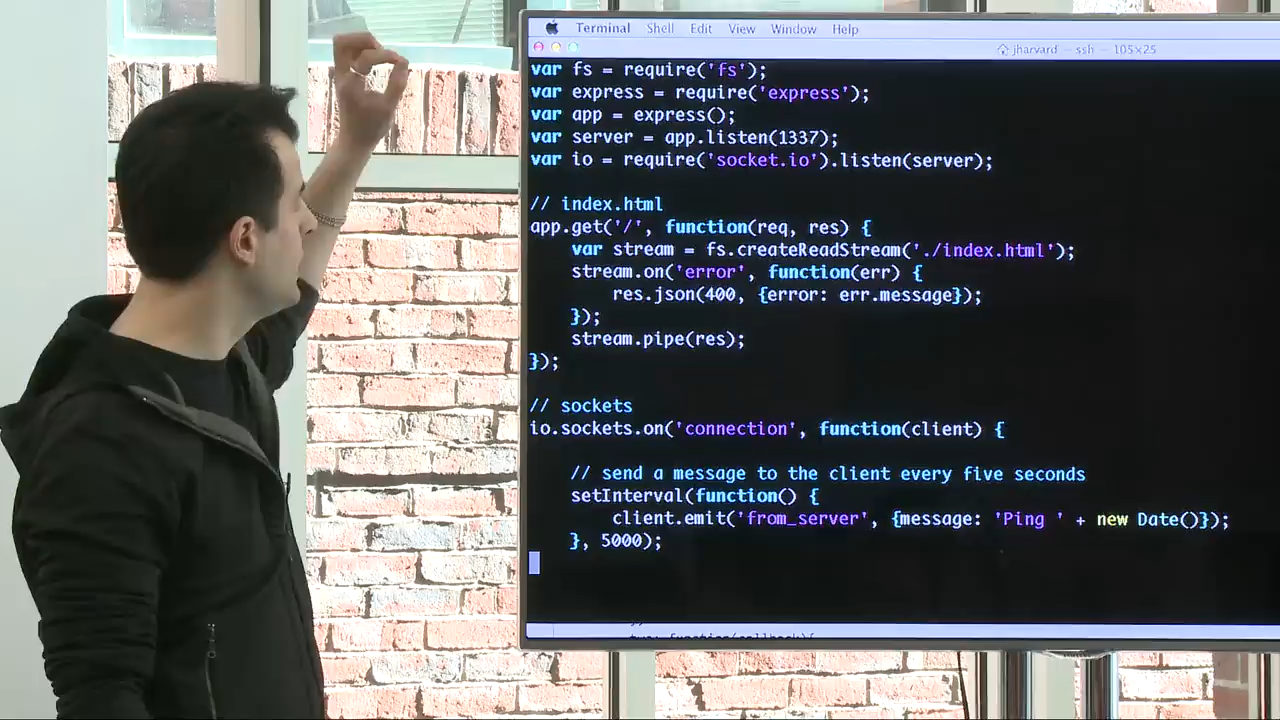 Terminal Shell Edit View Window Help
jharvard — ssh — 105×25
var fs = require('fs');
var express = require('express');
var app = express();
var server = app.listen(1337);
var io = require('socket.io').listen(server);
// index.html
app.get('/', function(req, res) {
    var stream = fs.createReadStream('./index.html');
    stream.on('error', function(err) {
        res.json(400, {error: err.message});
    });
    stream.pipe(res);
});
// sockets
io.sockets.on('connection', function(client) {
    // send a message to the client every five seconds
    setInterval(function() {
        client.emit('from_server', {message: 'Ping ' + new Date()});
    }, 5000);